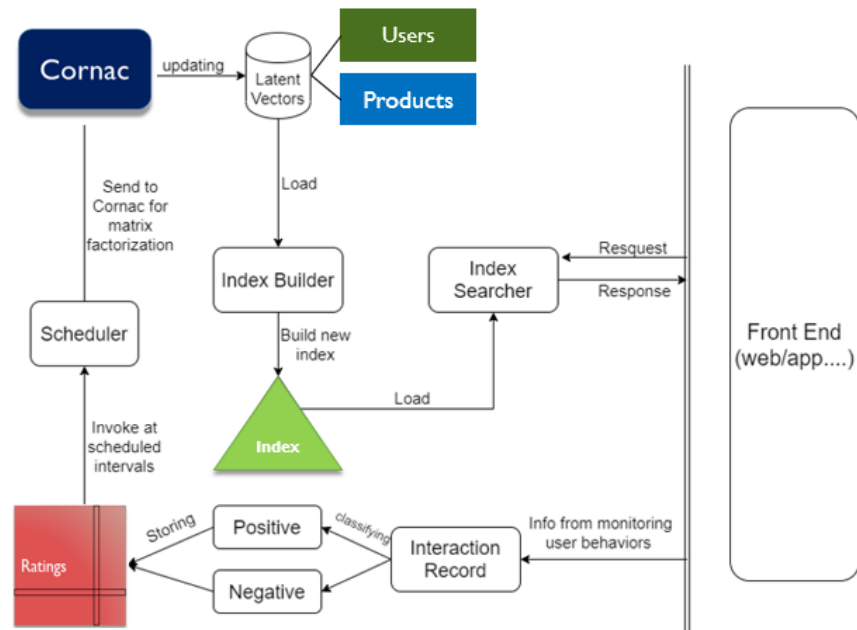 Cornac
updating
Latent
Vectors
Users
Products
Send to
Cornac for
matrix
factorization
Load
Index Builder
Index
Searcher
Resquest
Response
Scheduler
Build new
index
Front End
(web/app....)
Load
Index
Invoke at
scheduled
intervals
Ratings
Storing
Positive
Negative
classifying
Interaction
Record
Info from monitoring
user behaviors